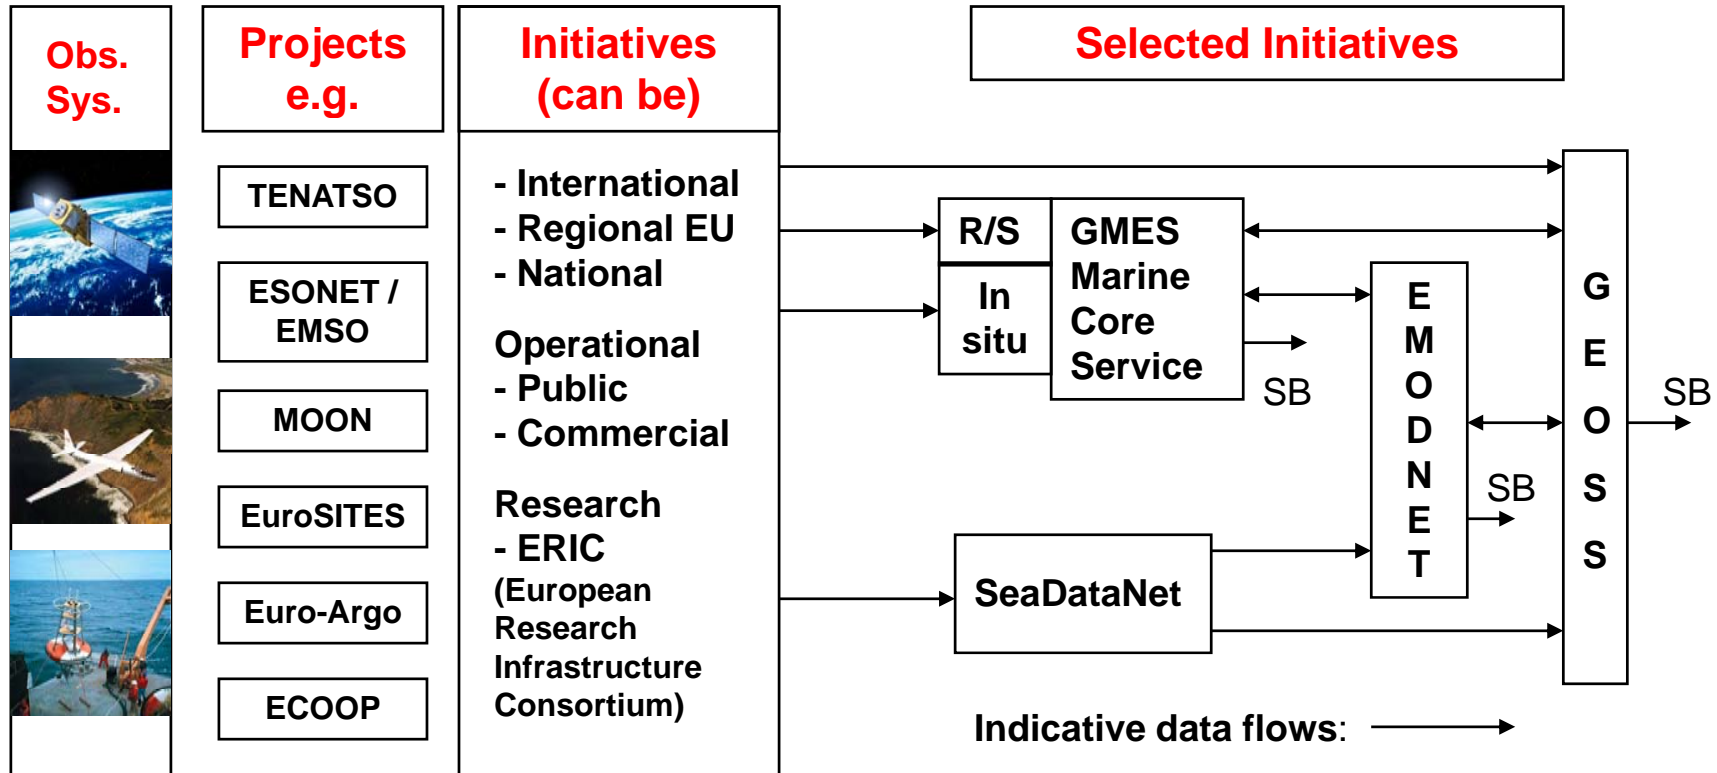 Obs.
Sys.
Projects
e.g.
Initiatives
(can be)
Selected Initiatives
TENATSO
ESONET /
EMSO
MOON
EuroSITES
Euro-Argo
ECOOP
- International
- Regional EU
- National
Operational
- Public
- Commercial
Research
- ERIC
(European
Research
Infrastructure
Consortium)
R/S
In
situ
GMES
Marine
Core
Service
SB
SeaDataNet
E
M
O
D
N
E
T
SB
G
E
O
S
S
SB
Indicative data flows: